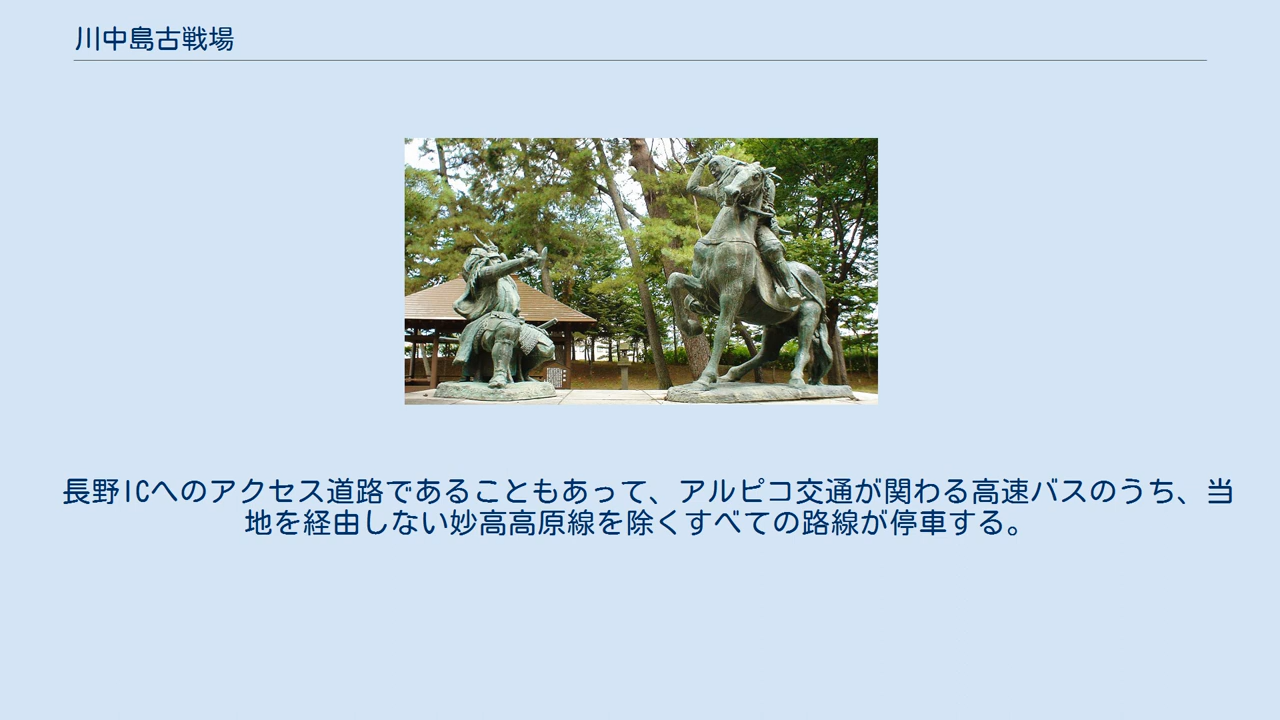 川中島古戦場
長野ICへのアクセス道路であることもあって、アルピコ交通が関わる高速バスのうち、当
地を経由しない妙高高原線を除くすべての路線が停車する。